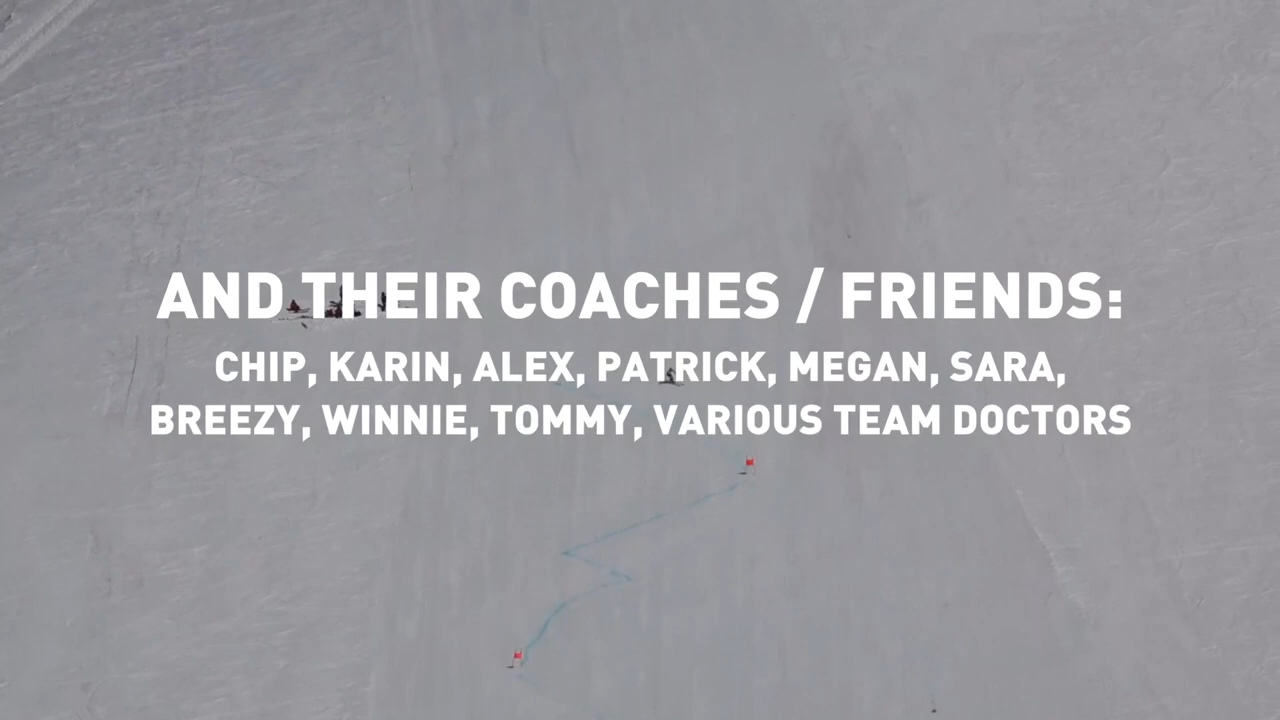 AND THEIR COACHES / FRIENDS:
CHIP, KARIN, ALEX, PATRICK, MEGAN, SARA,
BREEZY, WINNIE, TOMMY, VARIOUS TEAM DOCTORS